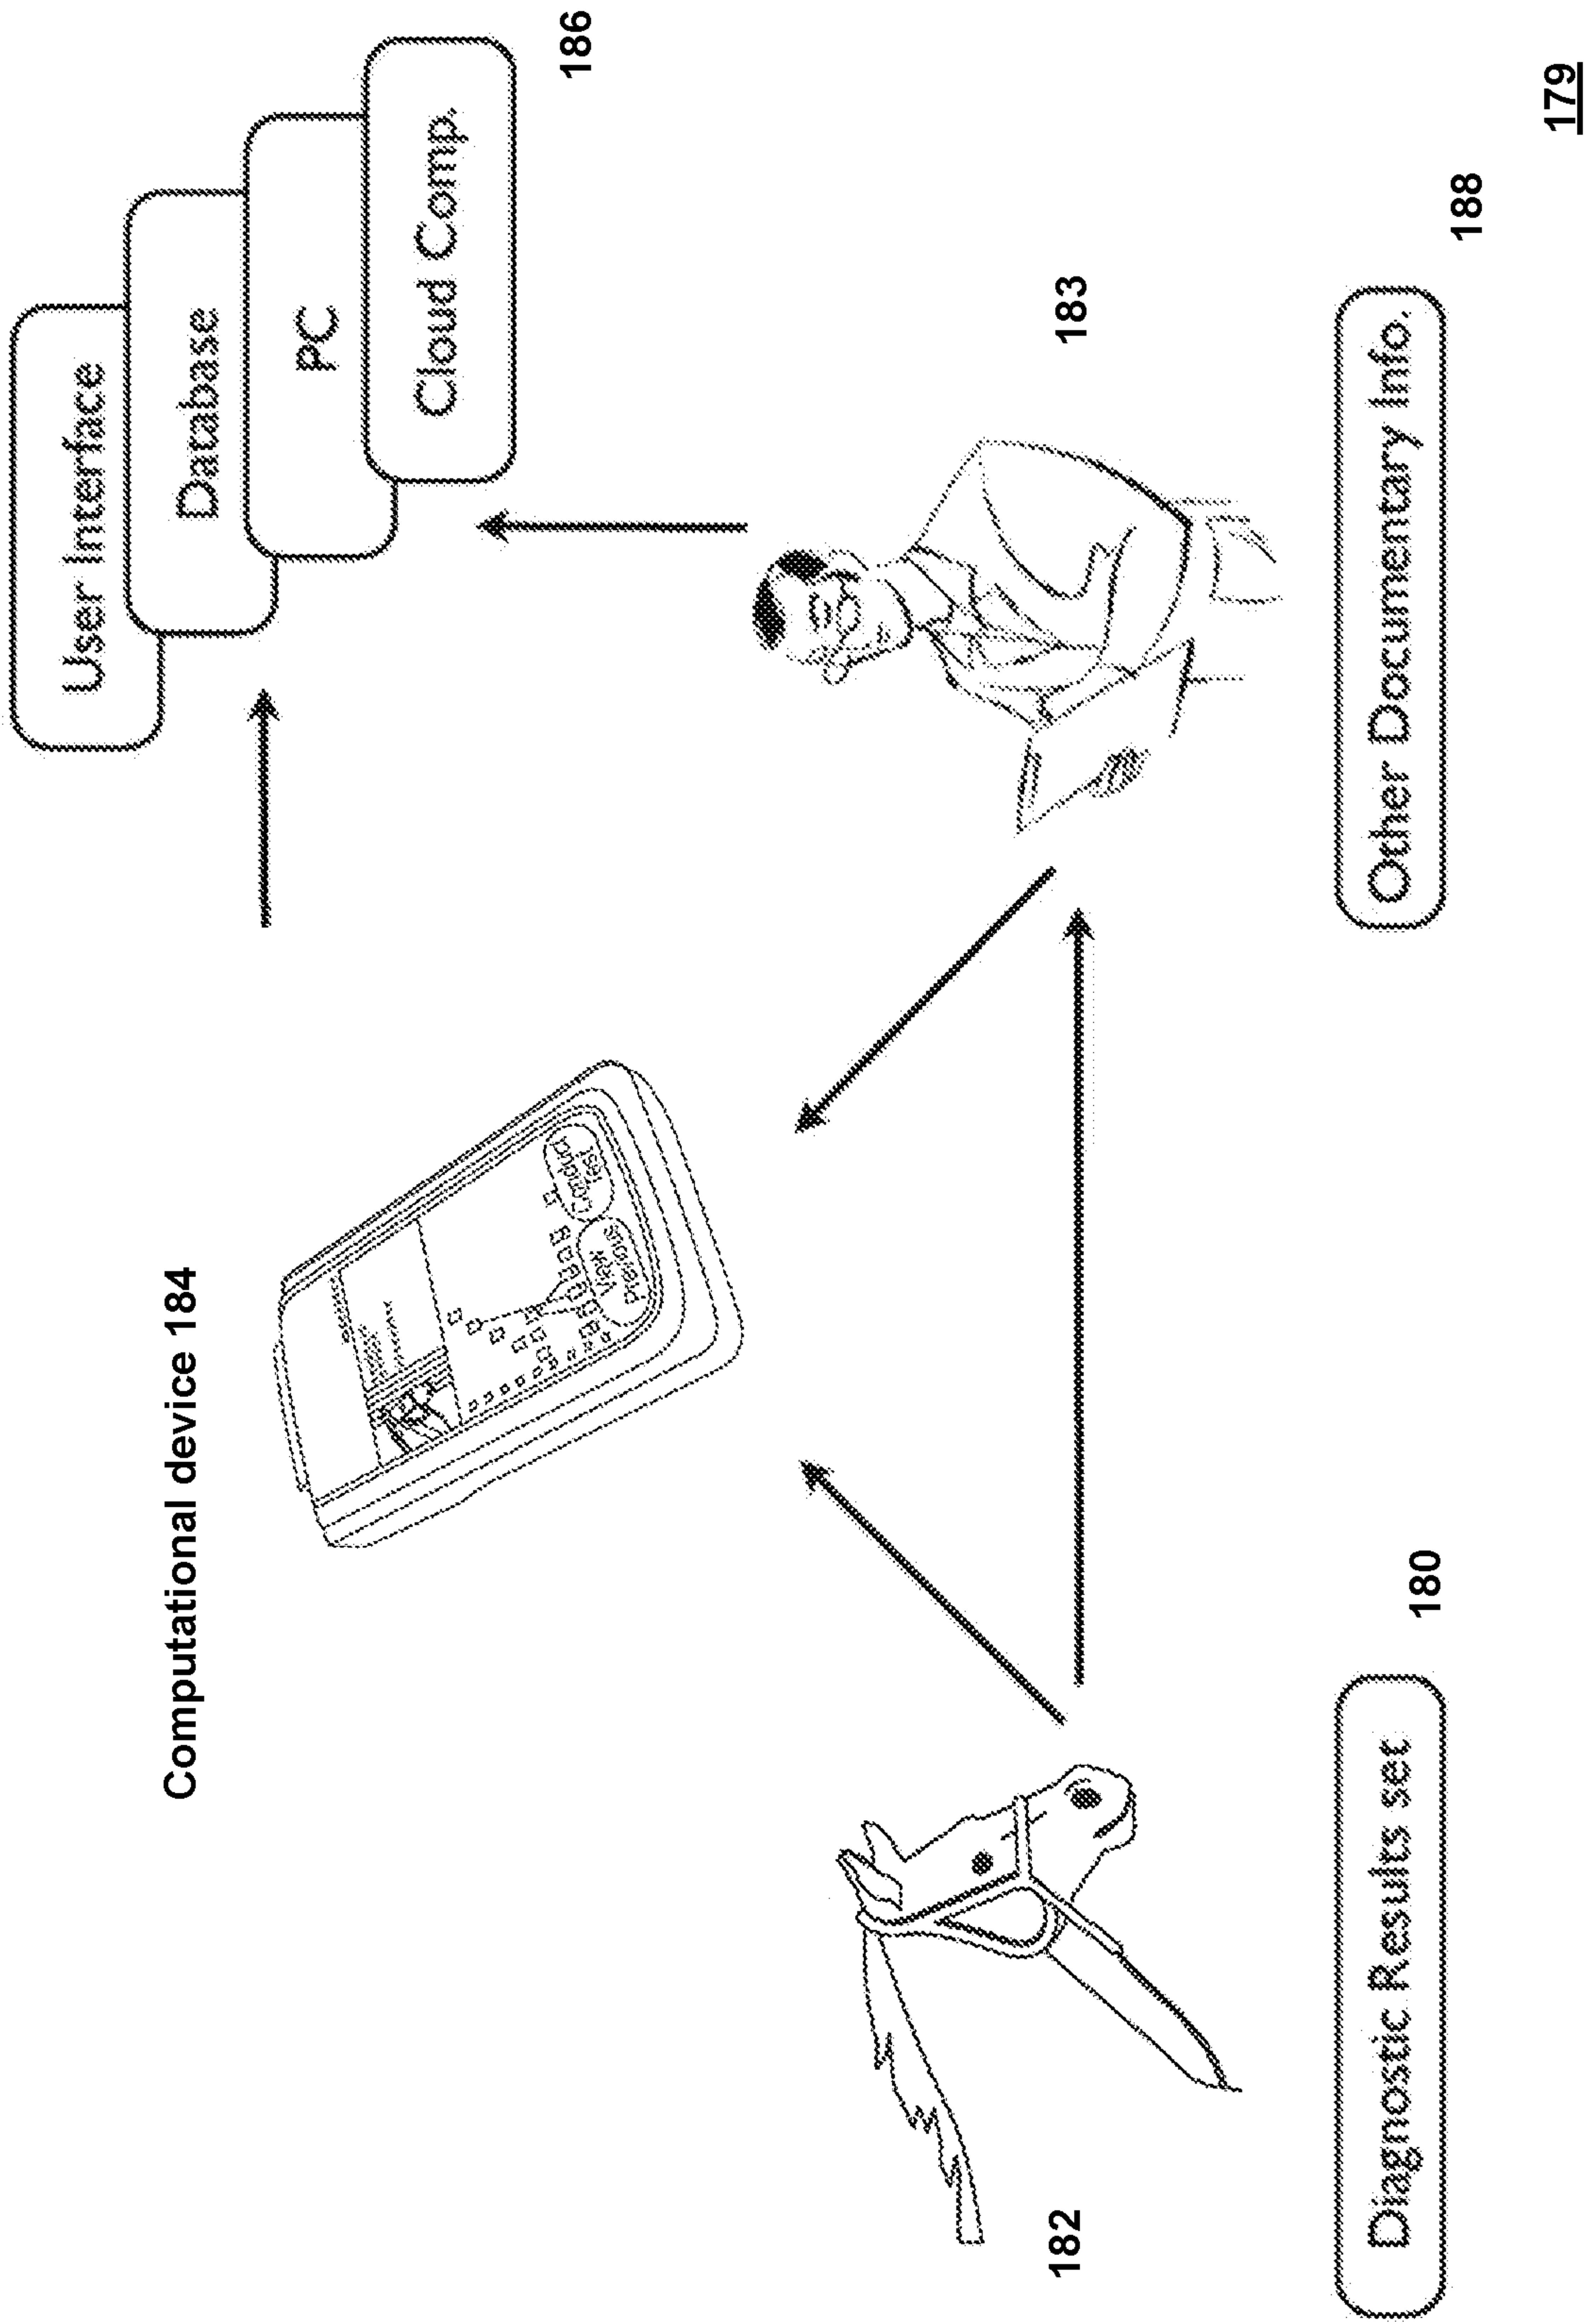 Computational device 184
User Interface
Database
PC
Cloud Comp.
186
182
183
Diagnostic Results set
180
Other Documentary Info.
188
179